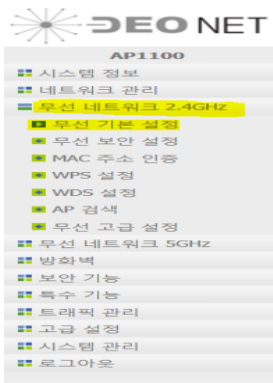 DEO NET
AP1100
시스템 정보
네트워크 관리
무선 네트워크 2.4GHz
무선 기본 설정
무선 보안 설정
MAC 주소 인증
WPS 설정
WDS 설정
AP 검색
무선 고급 설정
무선 네트워크 5GHz
방화벽
보안 기능
특수 기능
트래픽 관리
고급 설정
시스템 관리
로그아웃